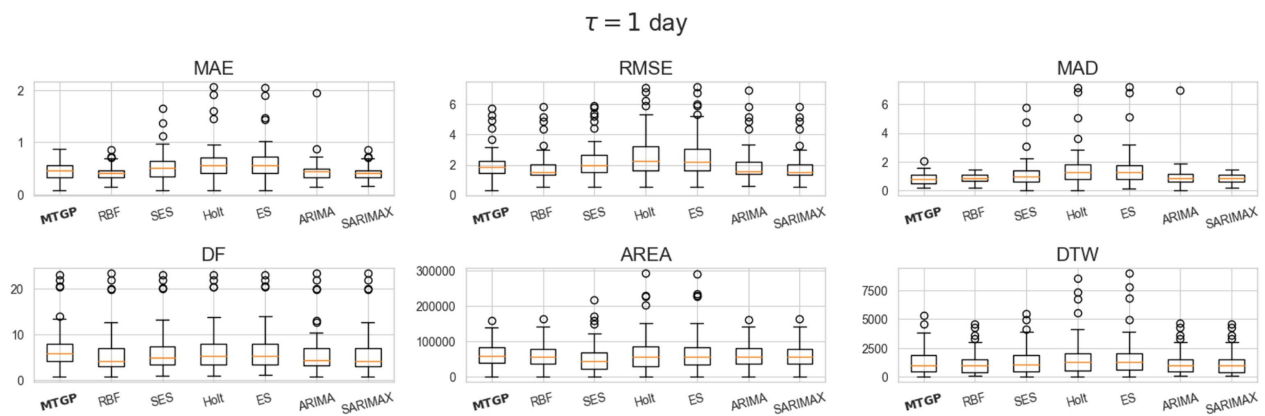 τ = 1 day
MAE
2
1
0
MTGP RBF SES Holt ES ARIMA SARIMAX
RMSE
6
4
2
0
MTGP RBF SES Holt ES ARIMA SARIMAX
MAD
6
4
2
0
MTGP RBF SES Holt ES ARIMA SARIMAX
DF
20
10
0
MTGP RBF SES Holt ES ARIMA SARIMAX
AREA
300000
200000
100000
0
MTGP RBF SES Holt ES ARIMA SARIMAX
DTW
7500
5000
2500
0
MTGP RBF SES Holt ES ARIMA SARIMAX